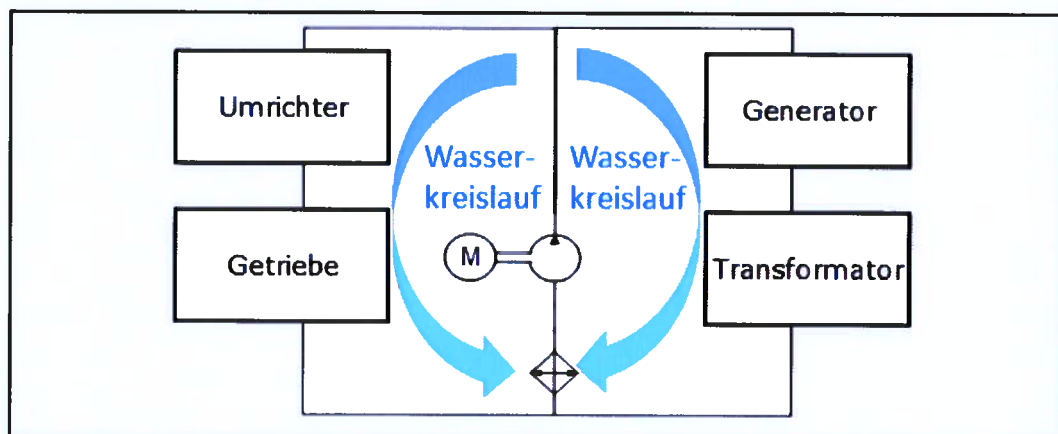 Umrichter
Generator
Wasser-
kreislauf
Wasser-
kreislauf
Getriebe
M
Transformator